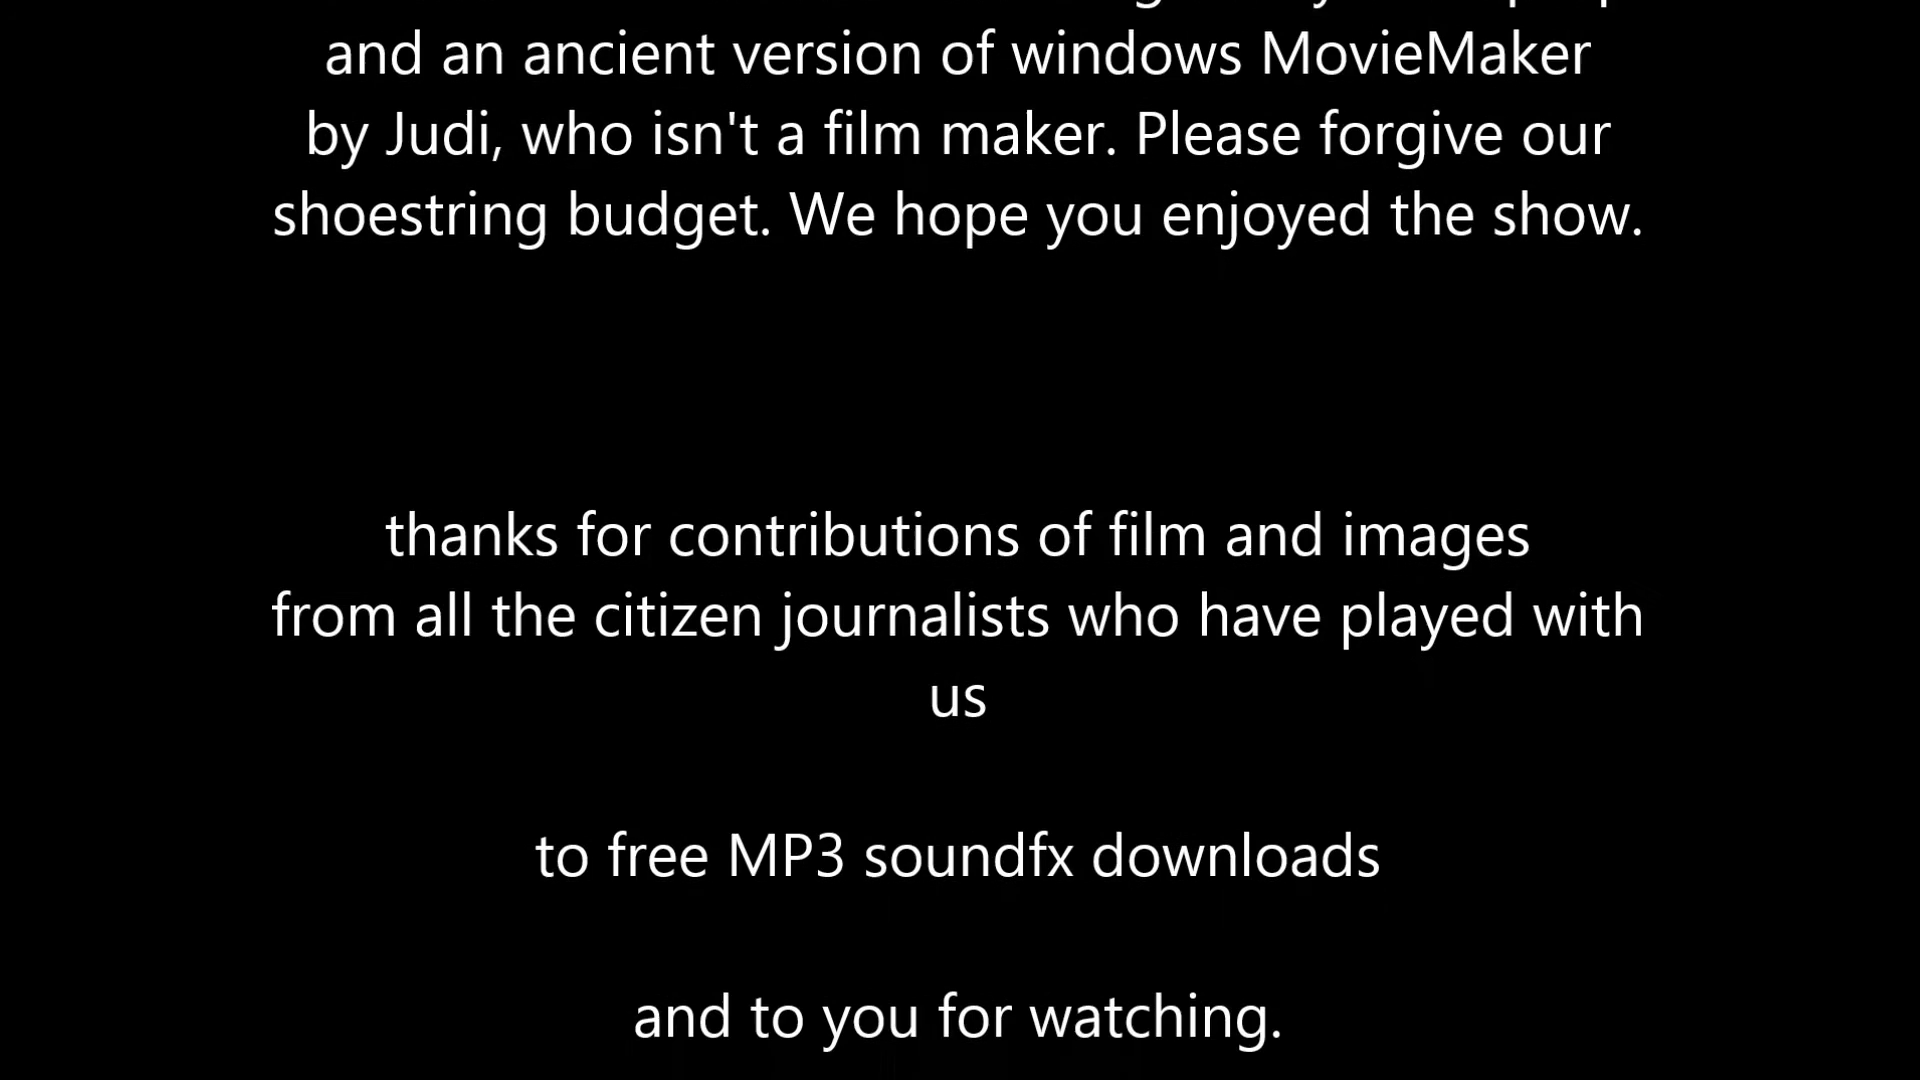 and an ancient version of windows MovieMaker
by Judi, who isn't a film maker. Please forgive our
shoestring budget. We hope you enjoyed the show.
thanks for contributions of film and images
from all the citizen journalists who have played with
us
to free MP3 soundfx downloads
and to you for watching.